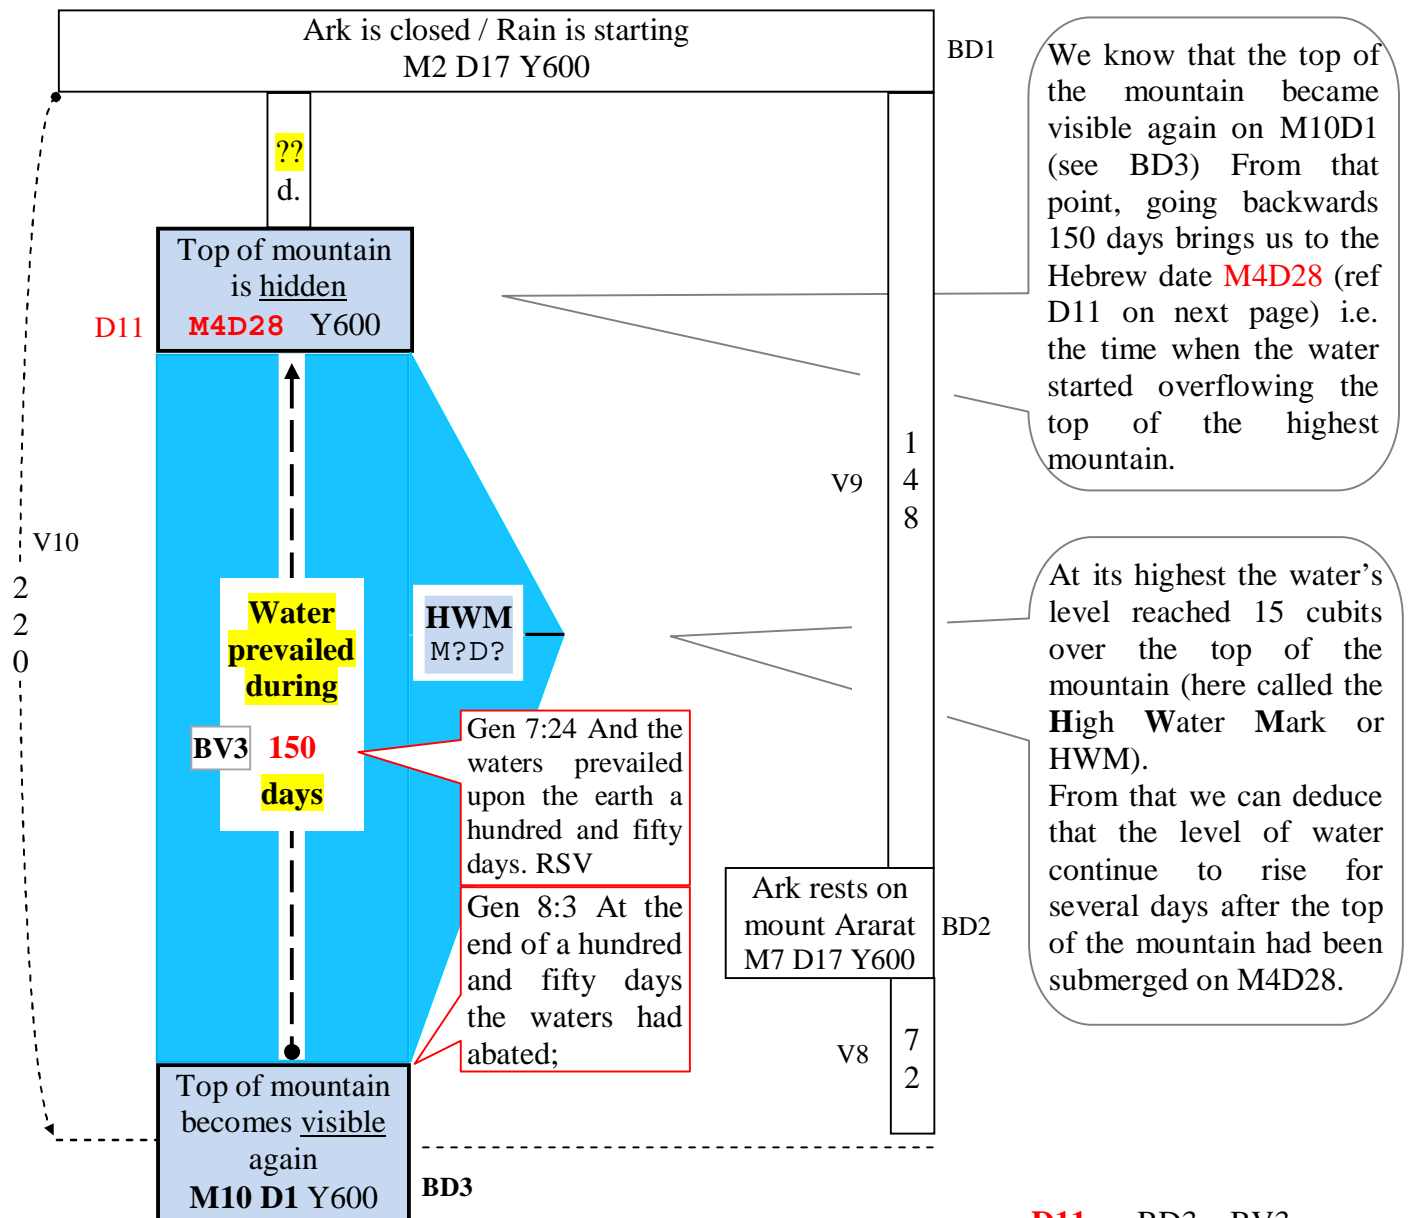 Ark is closed / Rain is starting
M2 D17 Y600
BD1
??
d.
Top of mountain
is hidden
M4D28 Y600
D11
V10
2
2
0
Water
prevailed
during
BV3 150
days
HWM
M?D?
Gen 7:24 And the
waters prevailed
upon the earth a
hundred and fifty
days. RSV
Gen 8:3 At the
end of a hundred
and fifty days
the waters had
abated;
Top of mountain
becomes visible
again
M10 D1 Y600
BD3
V9
1
4
8
Ark rests on
mount Ararat
M7 D17 Y600
BD2
V8
7
2
We know that the top of
the mountain became
visible again on M10D1
(see BD3) From that
point, going backwards
150 days brings us to the
Hebrew date M4D28 (ref
D11 on next page) i.e.
the time when the water
started overflowing the
top of the highest
mountain.
At its highest the water's
level reached 15 cubits
over the top of the
mountain (here called the
High Water Mark or
HWM).
From that we can deduce
that the level of water
continue to rise for
several days after the top
of the mountain had been
submerged on M4D28.